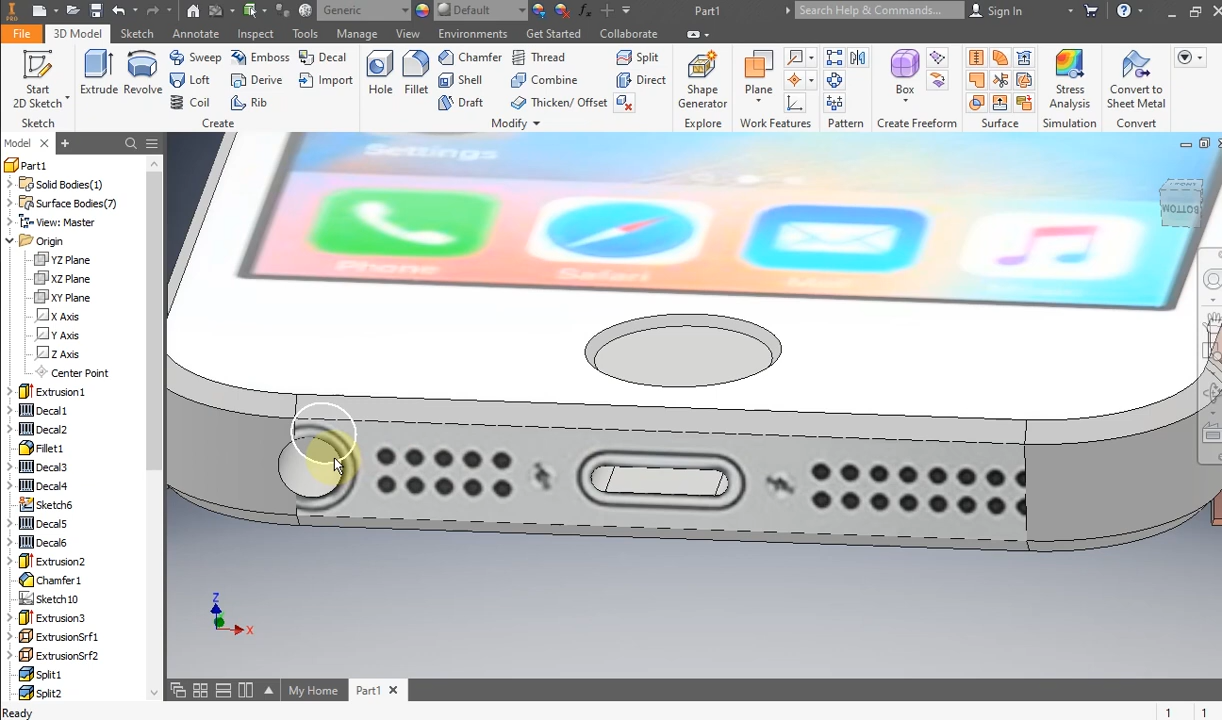 PRO
Generic
Default
Part1
Search Help & Commands...
Sign In
File
3D Model
Sketch
Annotate
Inspect
Tools
Manage
View
Environments
Get Started
Collaborate
Start
2D Sketch
Extrude
Revolve
Sweep
Loft
Coil
Emboss
Derive
Rib
Decal
Import
Hole
Fillet
Chamfer
Shell
Draft
Thread
Combine
Thicken/ Offset
Split
Direct
Shape
Generator
Plane
Box
Stress
Analysis
Convert to
Sheet Metal
Sketch
Create
Modify
Explore
Work Features
Pattern
Create Freeform
Surface
Simulation
Convert
Model
Part1
Solid Bodies(1)
Surface Bodies(7)
View: Master
Origin
YZ Plane
XZ Plane
XY Plane
X Axis
Y Axis
Z Axis
Center Point
Extrusion1
Decal1
Decal2
Fillet1
Decal3
Decal4
Sketch6
Decal5
Decal6
Extrusion2
Chamfer1
Sketch10
Extrusion3
ExtrusionSrf1
ExtrusionSrf2
Split1
Split2
Settings
Phone
Safari
FRONT
BOTTOM
Z
X
My Home
Part1
Ready
1 1